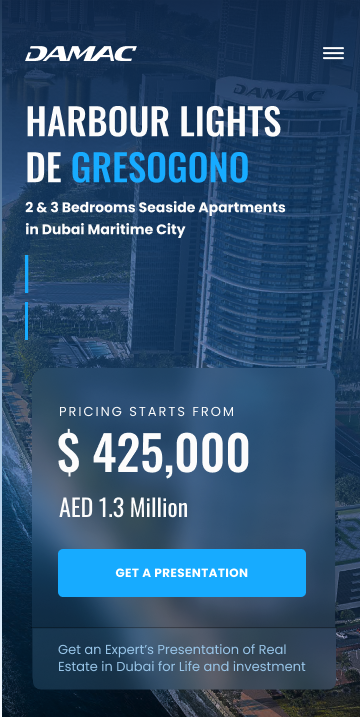 DAMAC
DAMAC
HARBOUR LIGHTS
DE GRESOGONO
2 & 3 Bedrooms Seaside Apartments
in Dubai Maritime City
PRICING STARTS FROM
$ 425,000
AED 1.3 Million
GET A PRESENTATION
Get an Expert’s Presentation of Real
Estate in Dubai for Life and investment